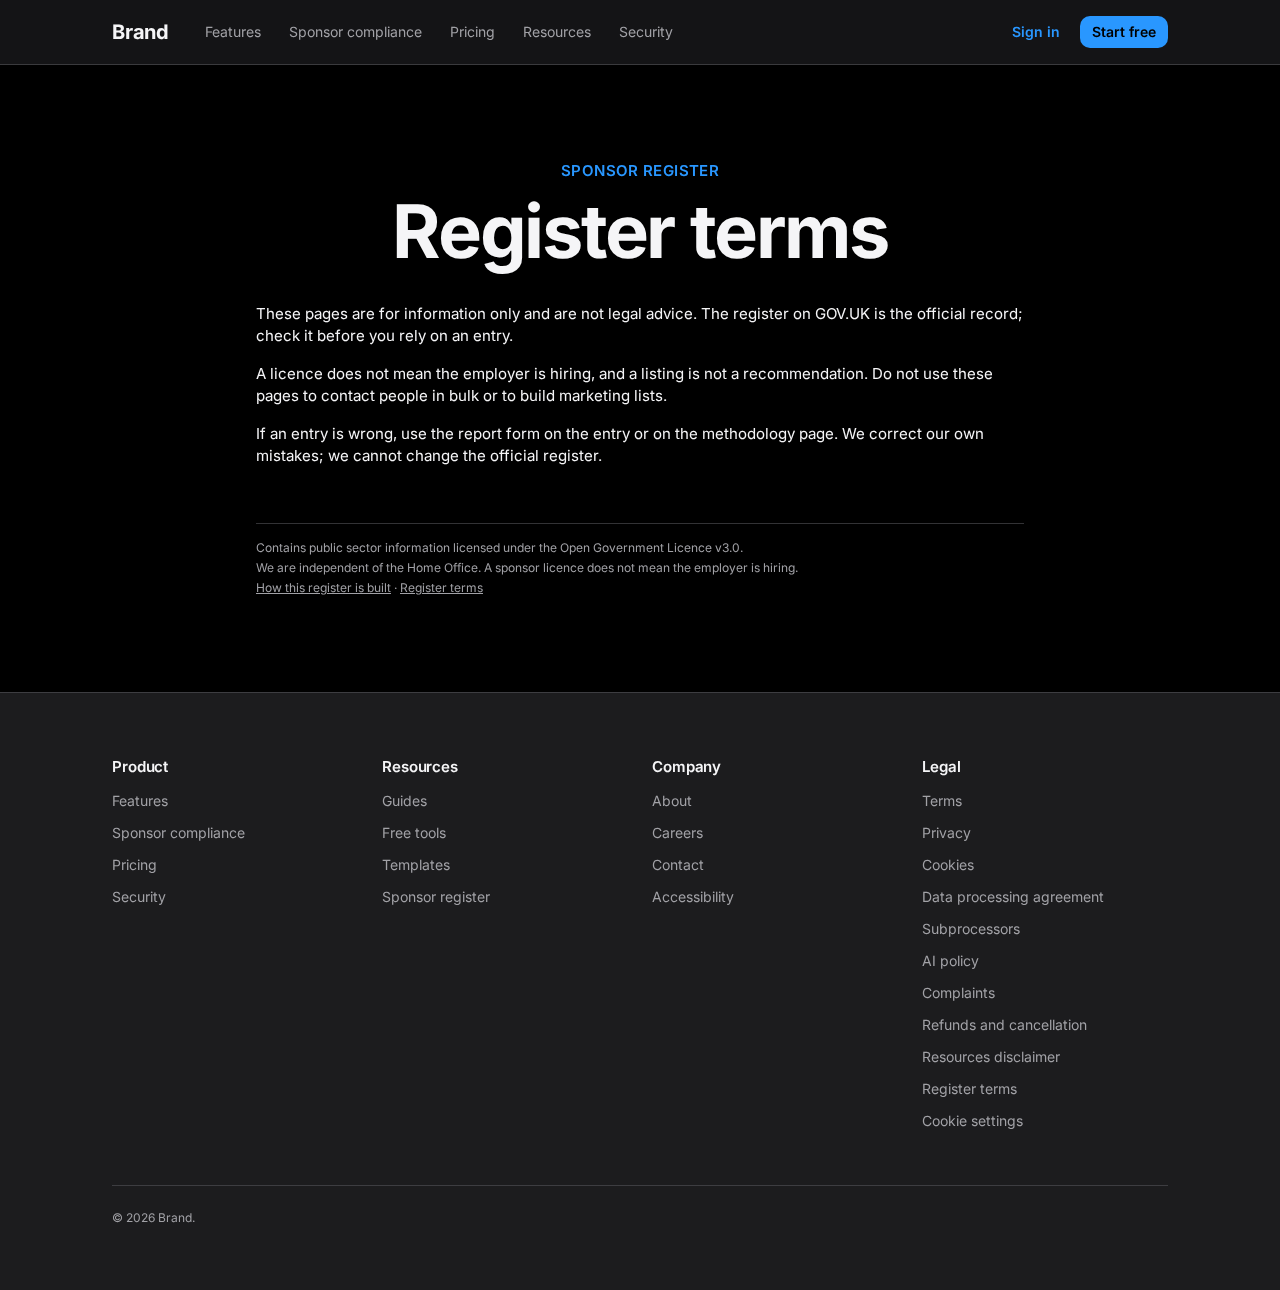 Brand
Features
Sponsor compliance
Pricing
Resources
Security
Sign in
Start free
SPONSOR REGISTER
Register terms
These pages are for information only and are not legal advice. The register on GOV.UK is the official record;
check it before you rely on an entry.
A licence does not mean the employer is hiring, and a listing is not a recommendation. Do not use these
pages to contact people in bulk or to build marketing lists.
If an entry is wrong, use the report form on the entry or on the methodology page. We correct our own
mistakes; we cannot change the official register.
Contains public sector information licensed under the Open Government Licence v3.0.
We are independent of the Home Office. A sponsor licence does not mean the employer is hiring.
How this register is built · Register terms
Product
Features
Sponsor compliance
Pricing
Security
Resources
Guides
Free tools
Templates
Sponsor register
Company
About
Careers
Contact
Accessibility
Legal
Terms
Privacy
Cookies
Data processing agreement
Subprocessors
AI policy
Complaints
Refunds and cancellation
Resources disclaimer
Register terms
Cookie settings
© 2026 Brand.